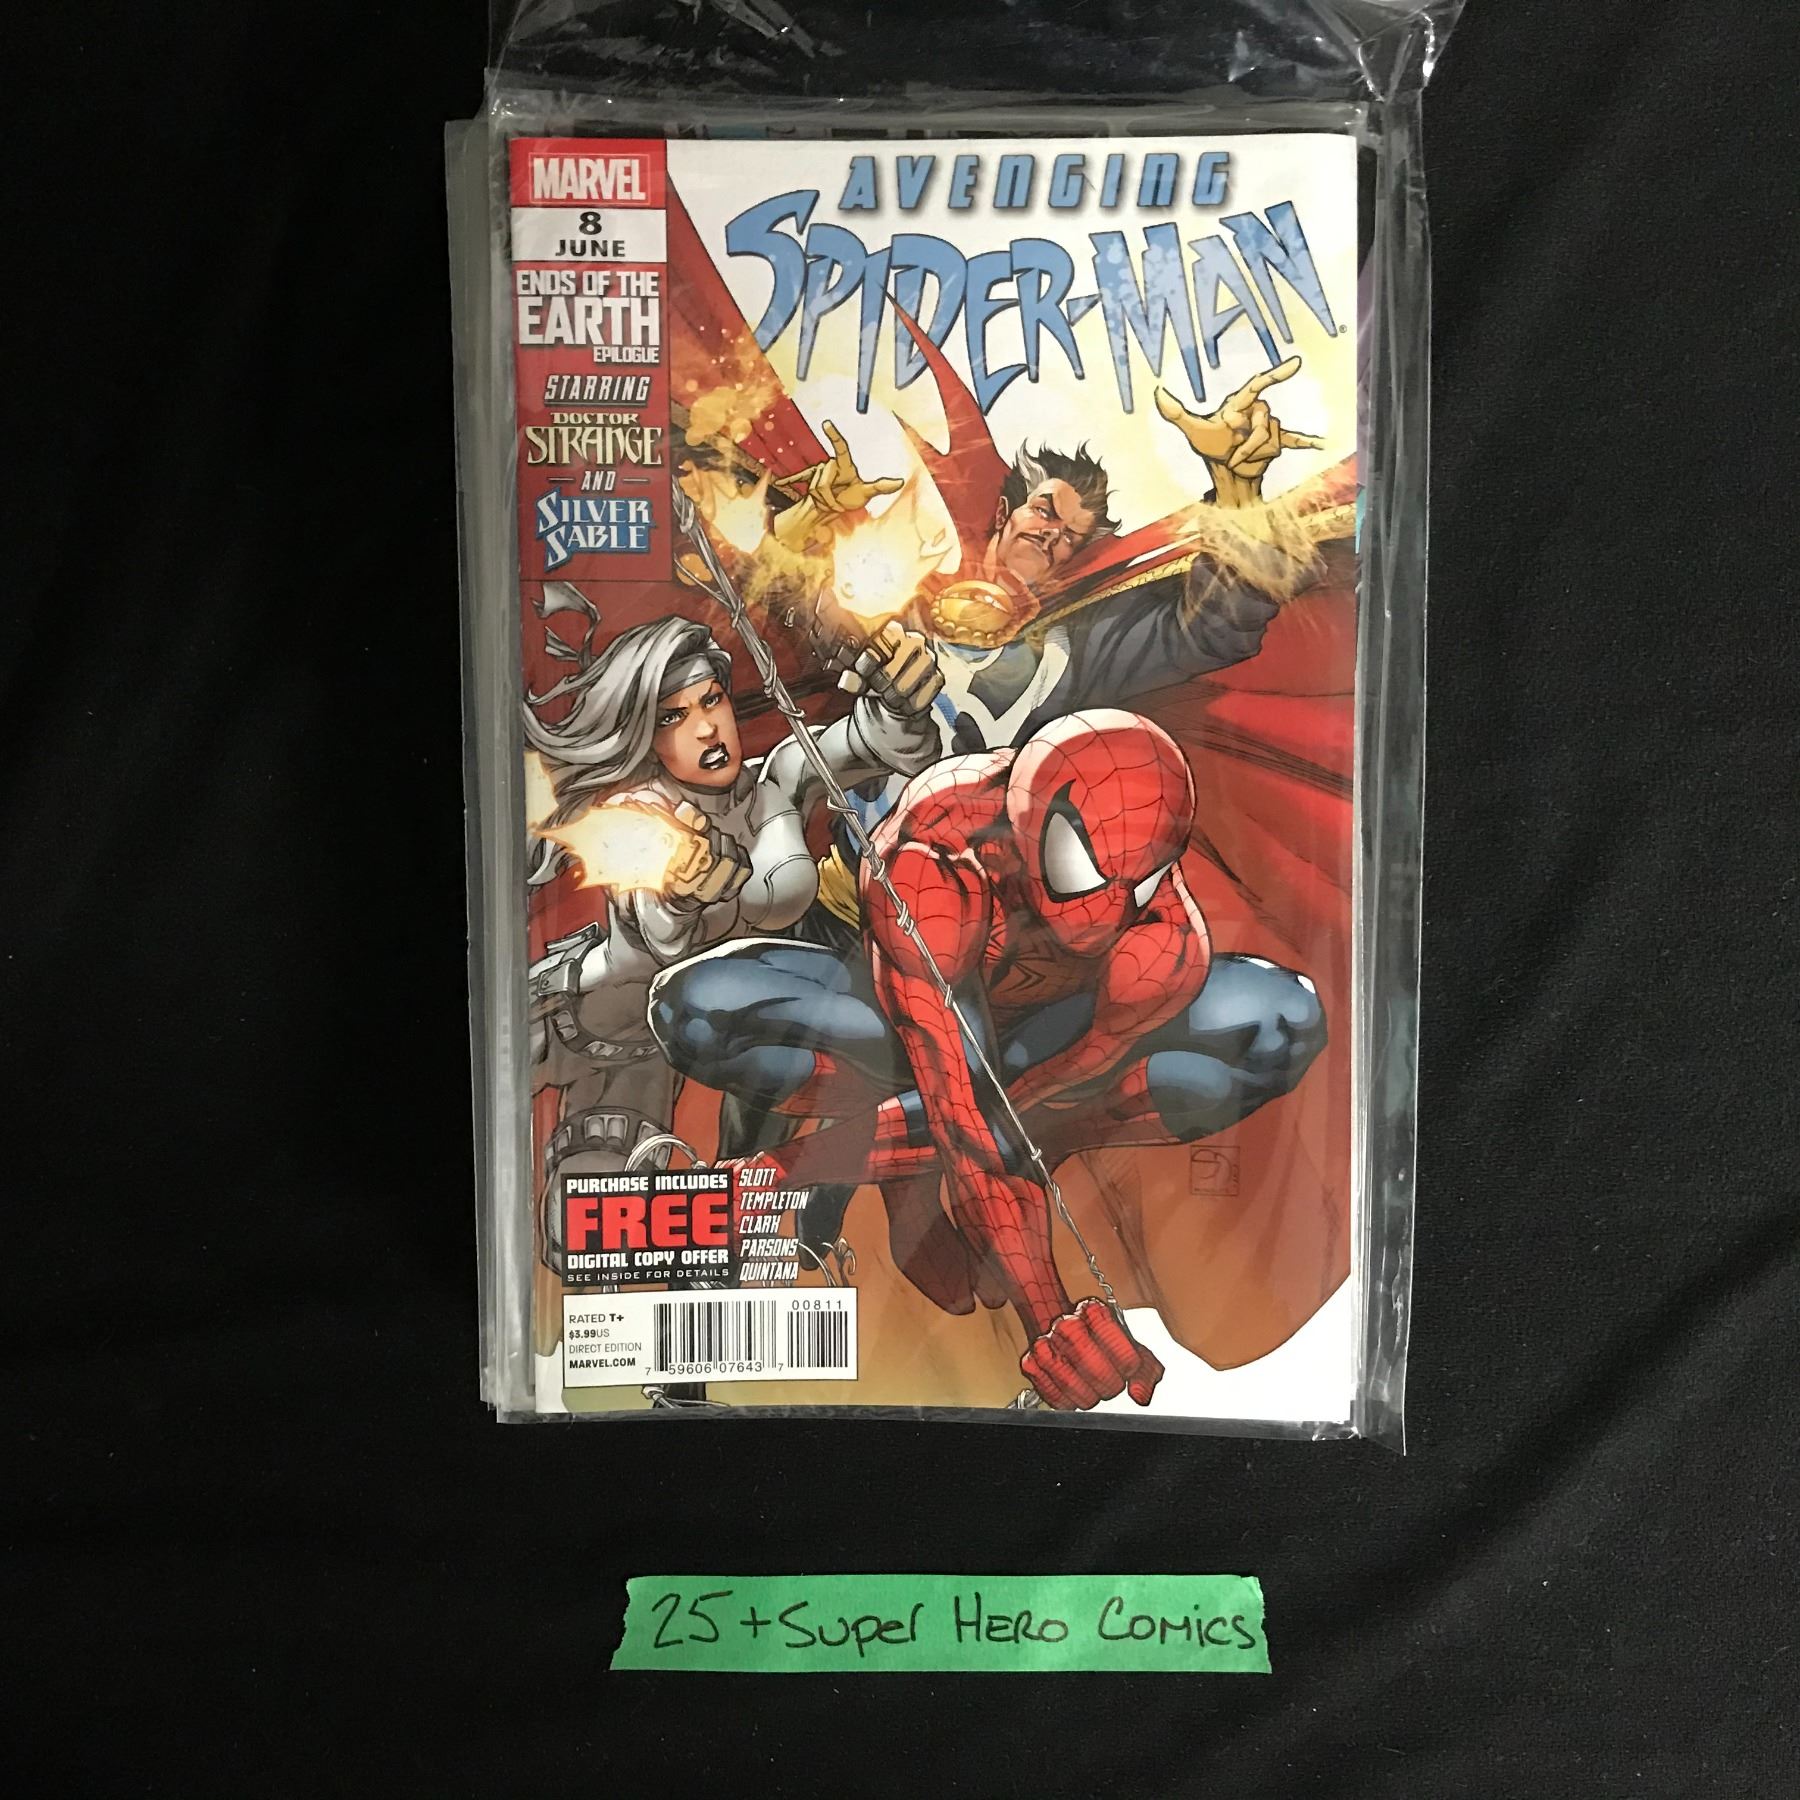 MARVEL
8
JUNE
ENDS OF THE
EARTH
EPILOGUE
STARRING
DOCTOR
STRANGE
AND
SILVER
SABLE
AVENGING
SPIDER-MAN®
PURCHASE INCLUDES
FREE
DIGITAL COPY OFFER
SEE INSIDE FOR DETAILS
SLOTT
TEMPLETON
CLARK
PARSONS
QUINTANA
RATED T+
$3.99US
DIRECT EDITION
MARVEL.COM
00811
7 59606 07643 7
25+ Super Hero Comics